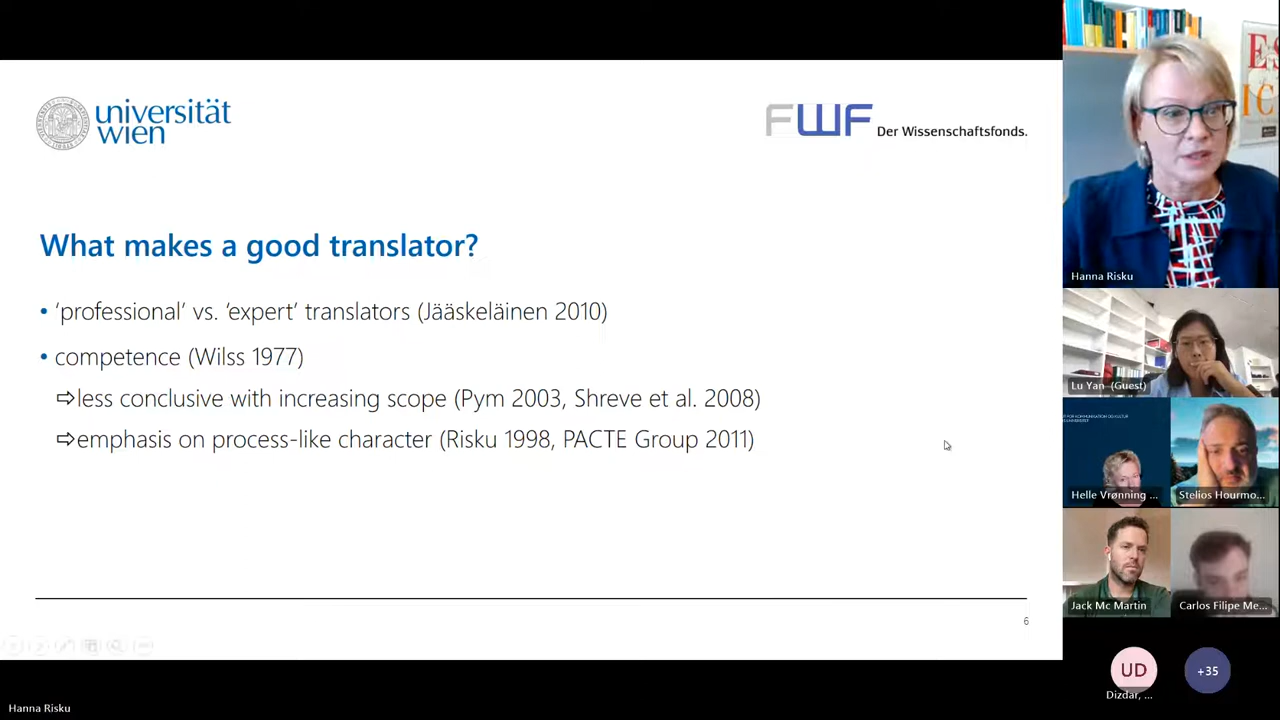 universität
wien
FWF Der Wissenschaftsfonds.
What makes a good translator?
• ‘professional’ vs. ‘expert’ translators (Jääskeläinen 2010)
• competence (Wilss 1977)
⇨less conclusive with increasing scope (Pym 2003, Shreve et al. 2008)
⇨emphasis on process-like character (Risku 1998, PACTE Group 2011)
6
Hanna Risku
Hanna Risku
Lu Yan (Guest)
Helle Vrønning ...
Stelios Hourmo...
Jack Mc Martin
Carlos Filipe Me...
UD
Dizdar, ...
+35